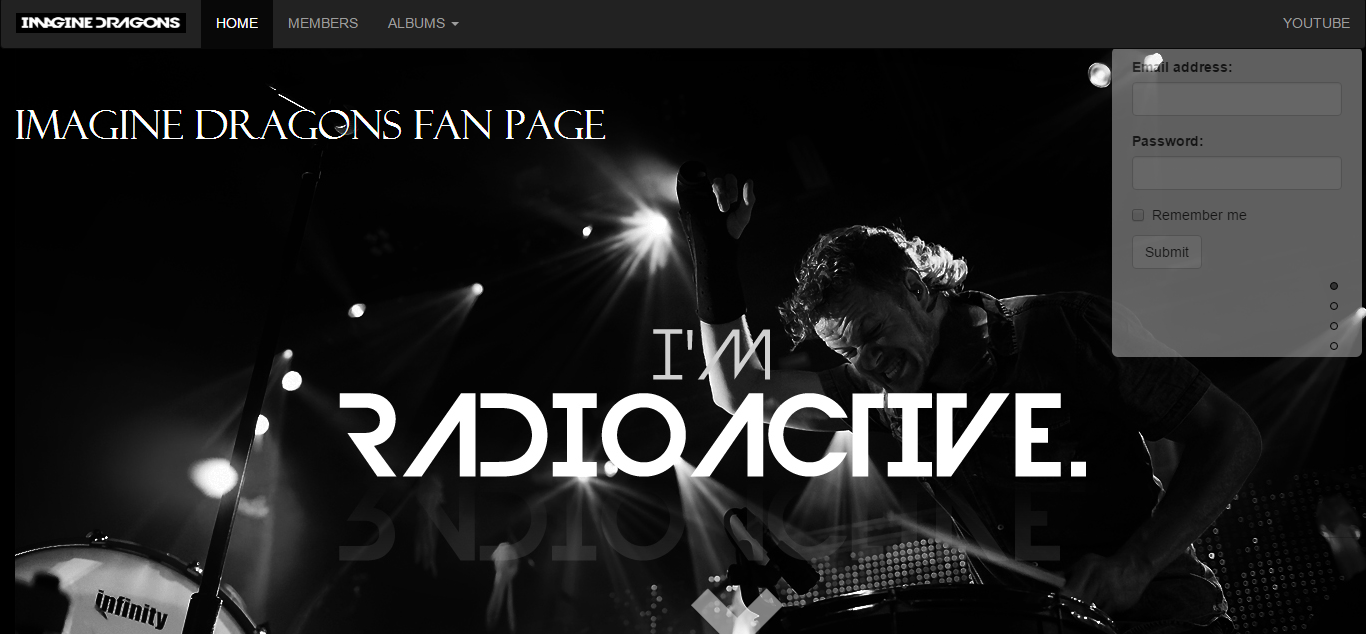 IMAGINE DRAGONS HOME MEMBERS ALBUMS YOUTUBE
Email address:
IMAGINE DRAGONS FAN PAGE
Password:
Remember me
Submit
I'M
RADIOACTIVE.
infinity